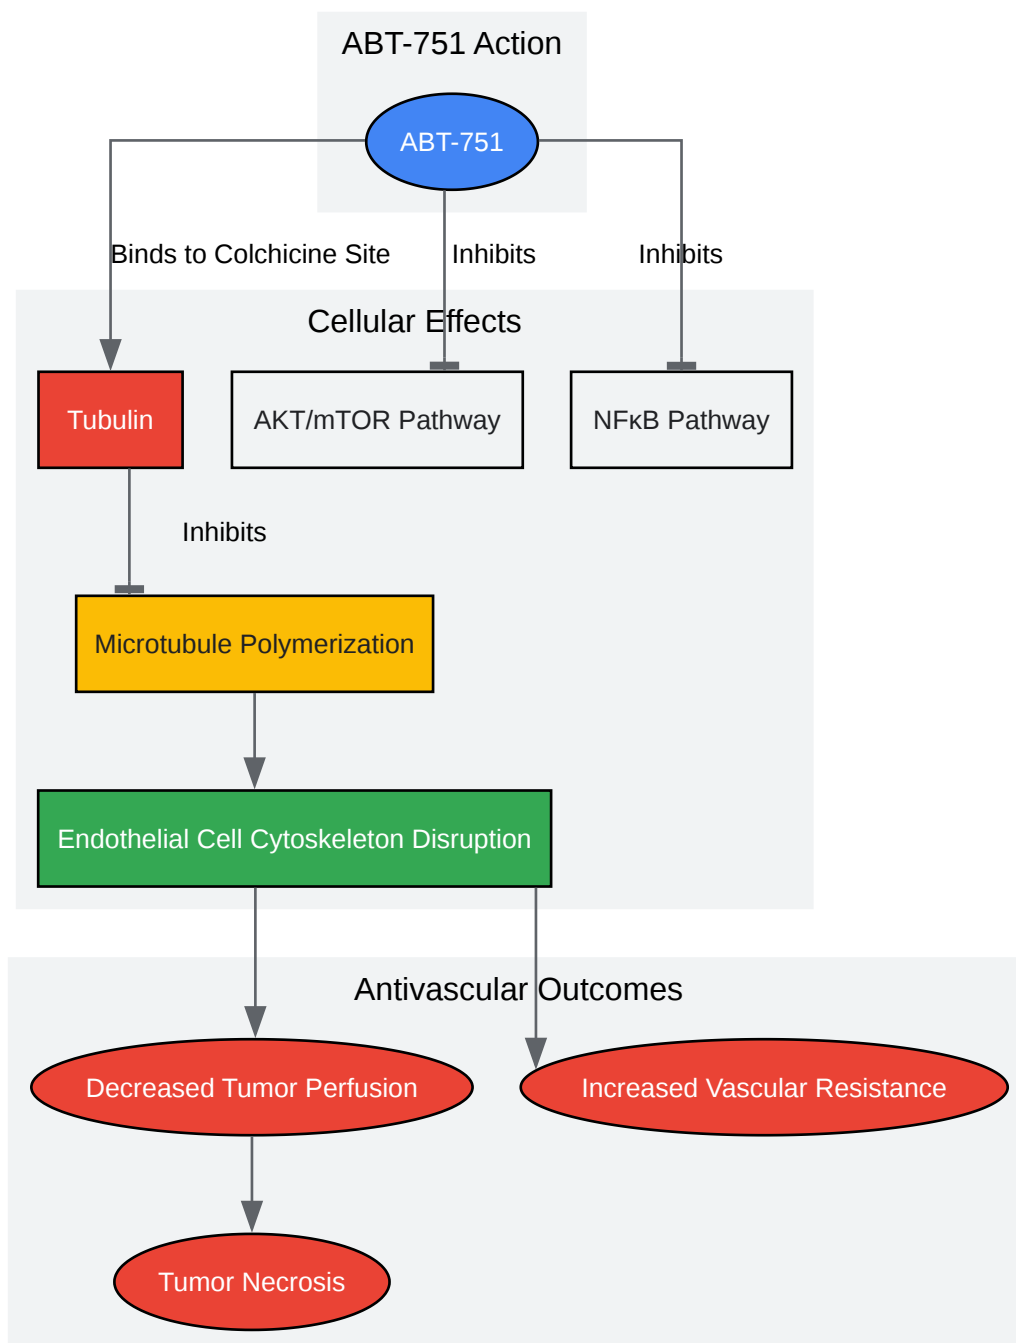 ABT-751 Action
ABT-751
Binds to Colchicine Site
Inhibits
Inhibits
Cellular Effects
Tubulin
AKT/mTOR Pathway
NFκB Pathway
Inhibits
Microtubule Polymerization
Endothelial Cell Cytoskeleton Disruption
Antivascular Outcomes
Decreased Tumor Perfusion
Increased Vascular Resistance
Tumor Necrosis